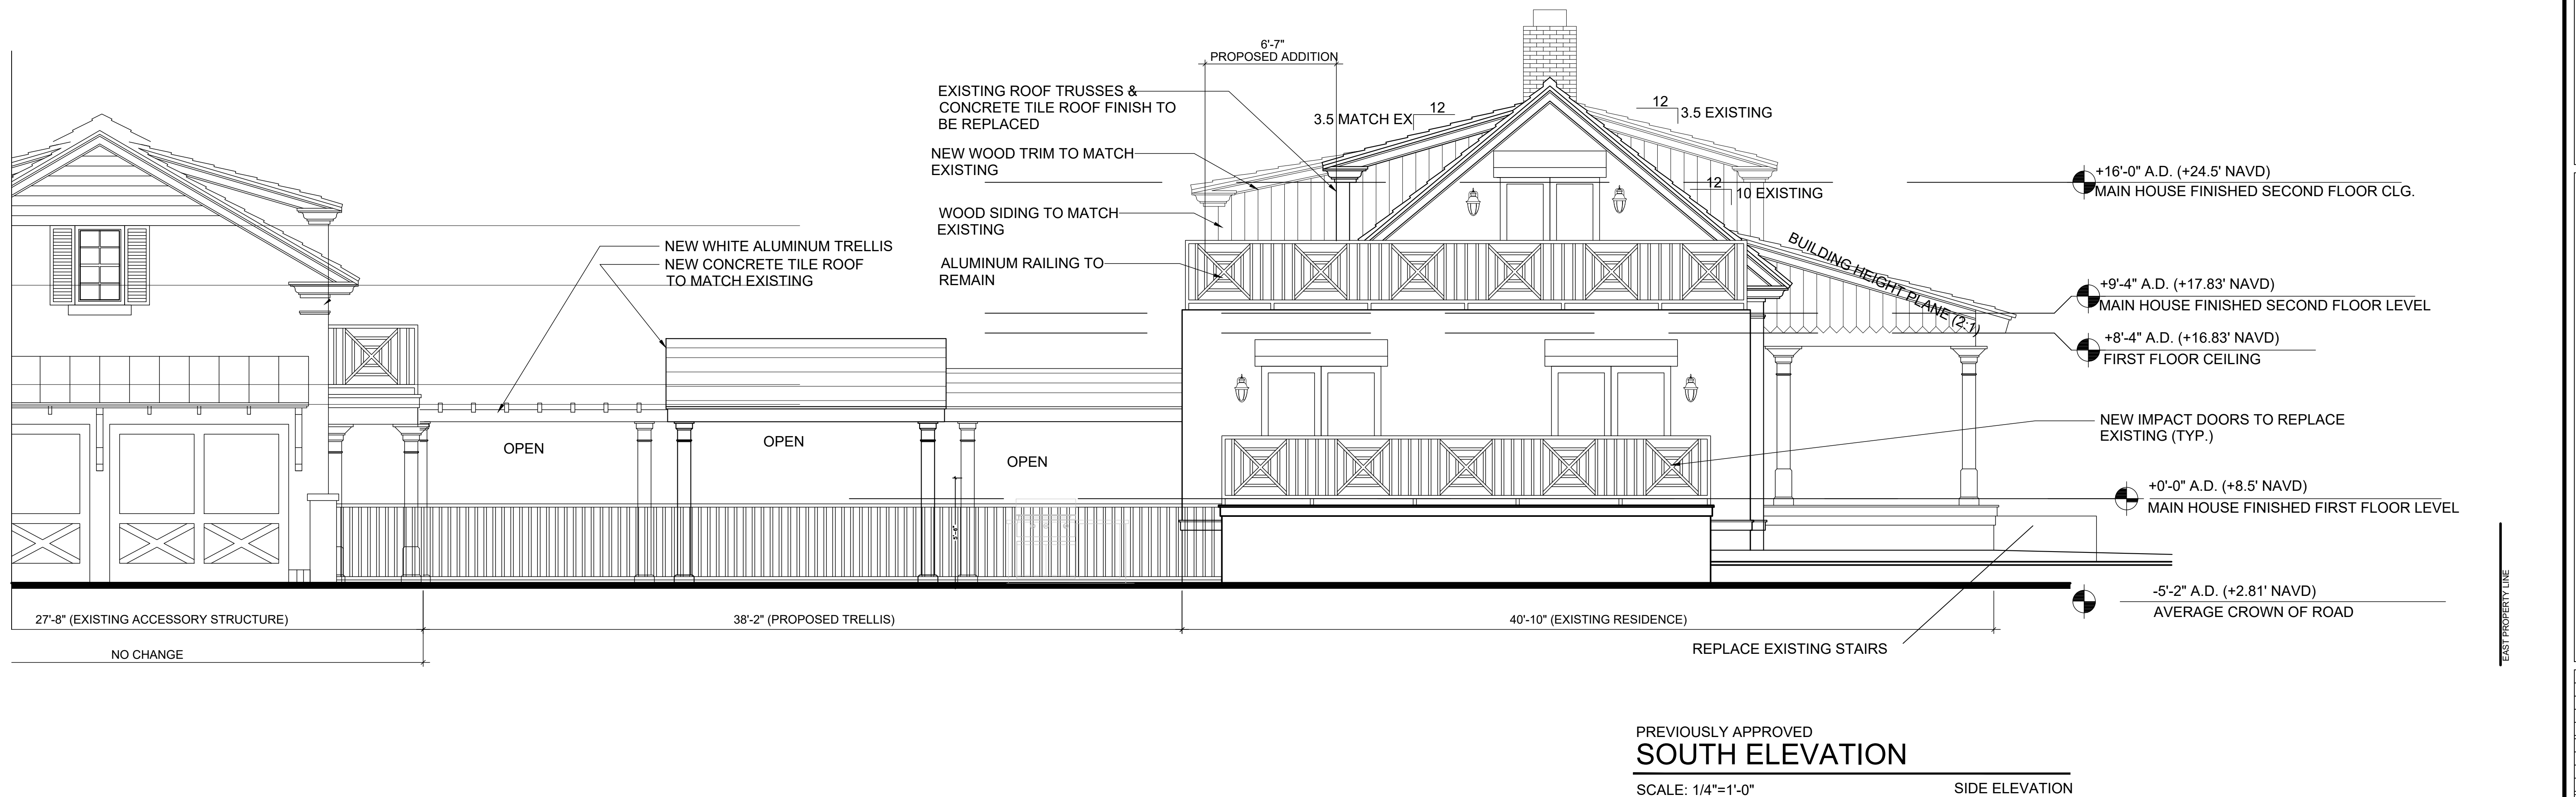 6'-7"
PROPOSED ADDITION
EXISTING ROOF TRUSSES &
CONCRETE TILE ROOF FINISH TO
BE REPLACED
3.5 MATCH EX
12
12
3.5 EXISTING
NEW WOOD TRIM TO MATCH
EXISTING
12
10 EXISTING
WOOD SIDING TO MATCH
EXISTING
ALUMINUM RAILING TO
REMAIN
NEW WHITE ALUMINUM TRELLIS
NEW CONCRETE TILE ROOF
TO MATCH EXISTING
BUILDING HEIGHT PLANE (2:1)
+16'-0" A.D. (+24.5' NAVD)
MAIN HOUSE FINISHED SECOND FLOOR CLG.
+9'-4" A.D. (+17.83' NAVD)
MAIN HOUSE FINISHED SECOND FLOOR LEVEL
+8'-4" A.D. (+16.83' NAVD)
FIRST FLOOR CEILING
NEW IMPACT DOORS TO REPLACE
EXISTING (TYP.)
OPEN
OPEN
OPEN
+0'-0" A.D. (+8.5' NAVD)
MAIN HOUSE FINISHED FIRST FLOOR LEVEL
-5'-2" A.D. (+2.81' NAVD)
AVERAGE CROWN OF ROAD
EAST PROPERTY LINE
27'-8" (EXISTING ACCESSORY STRUCTURE)
38'-2" (PROPOSED TRELLIS)
40'-10" (EXISTING RESIDENCE)
NO CHANGE
REPLACE EXISTING STAIRS
PREVIOUSLY APPROVED
SOUTH ELEVATION
SCALE: 1/4"=1'-0"
SIDE ELEVATION